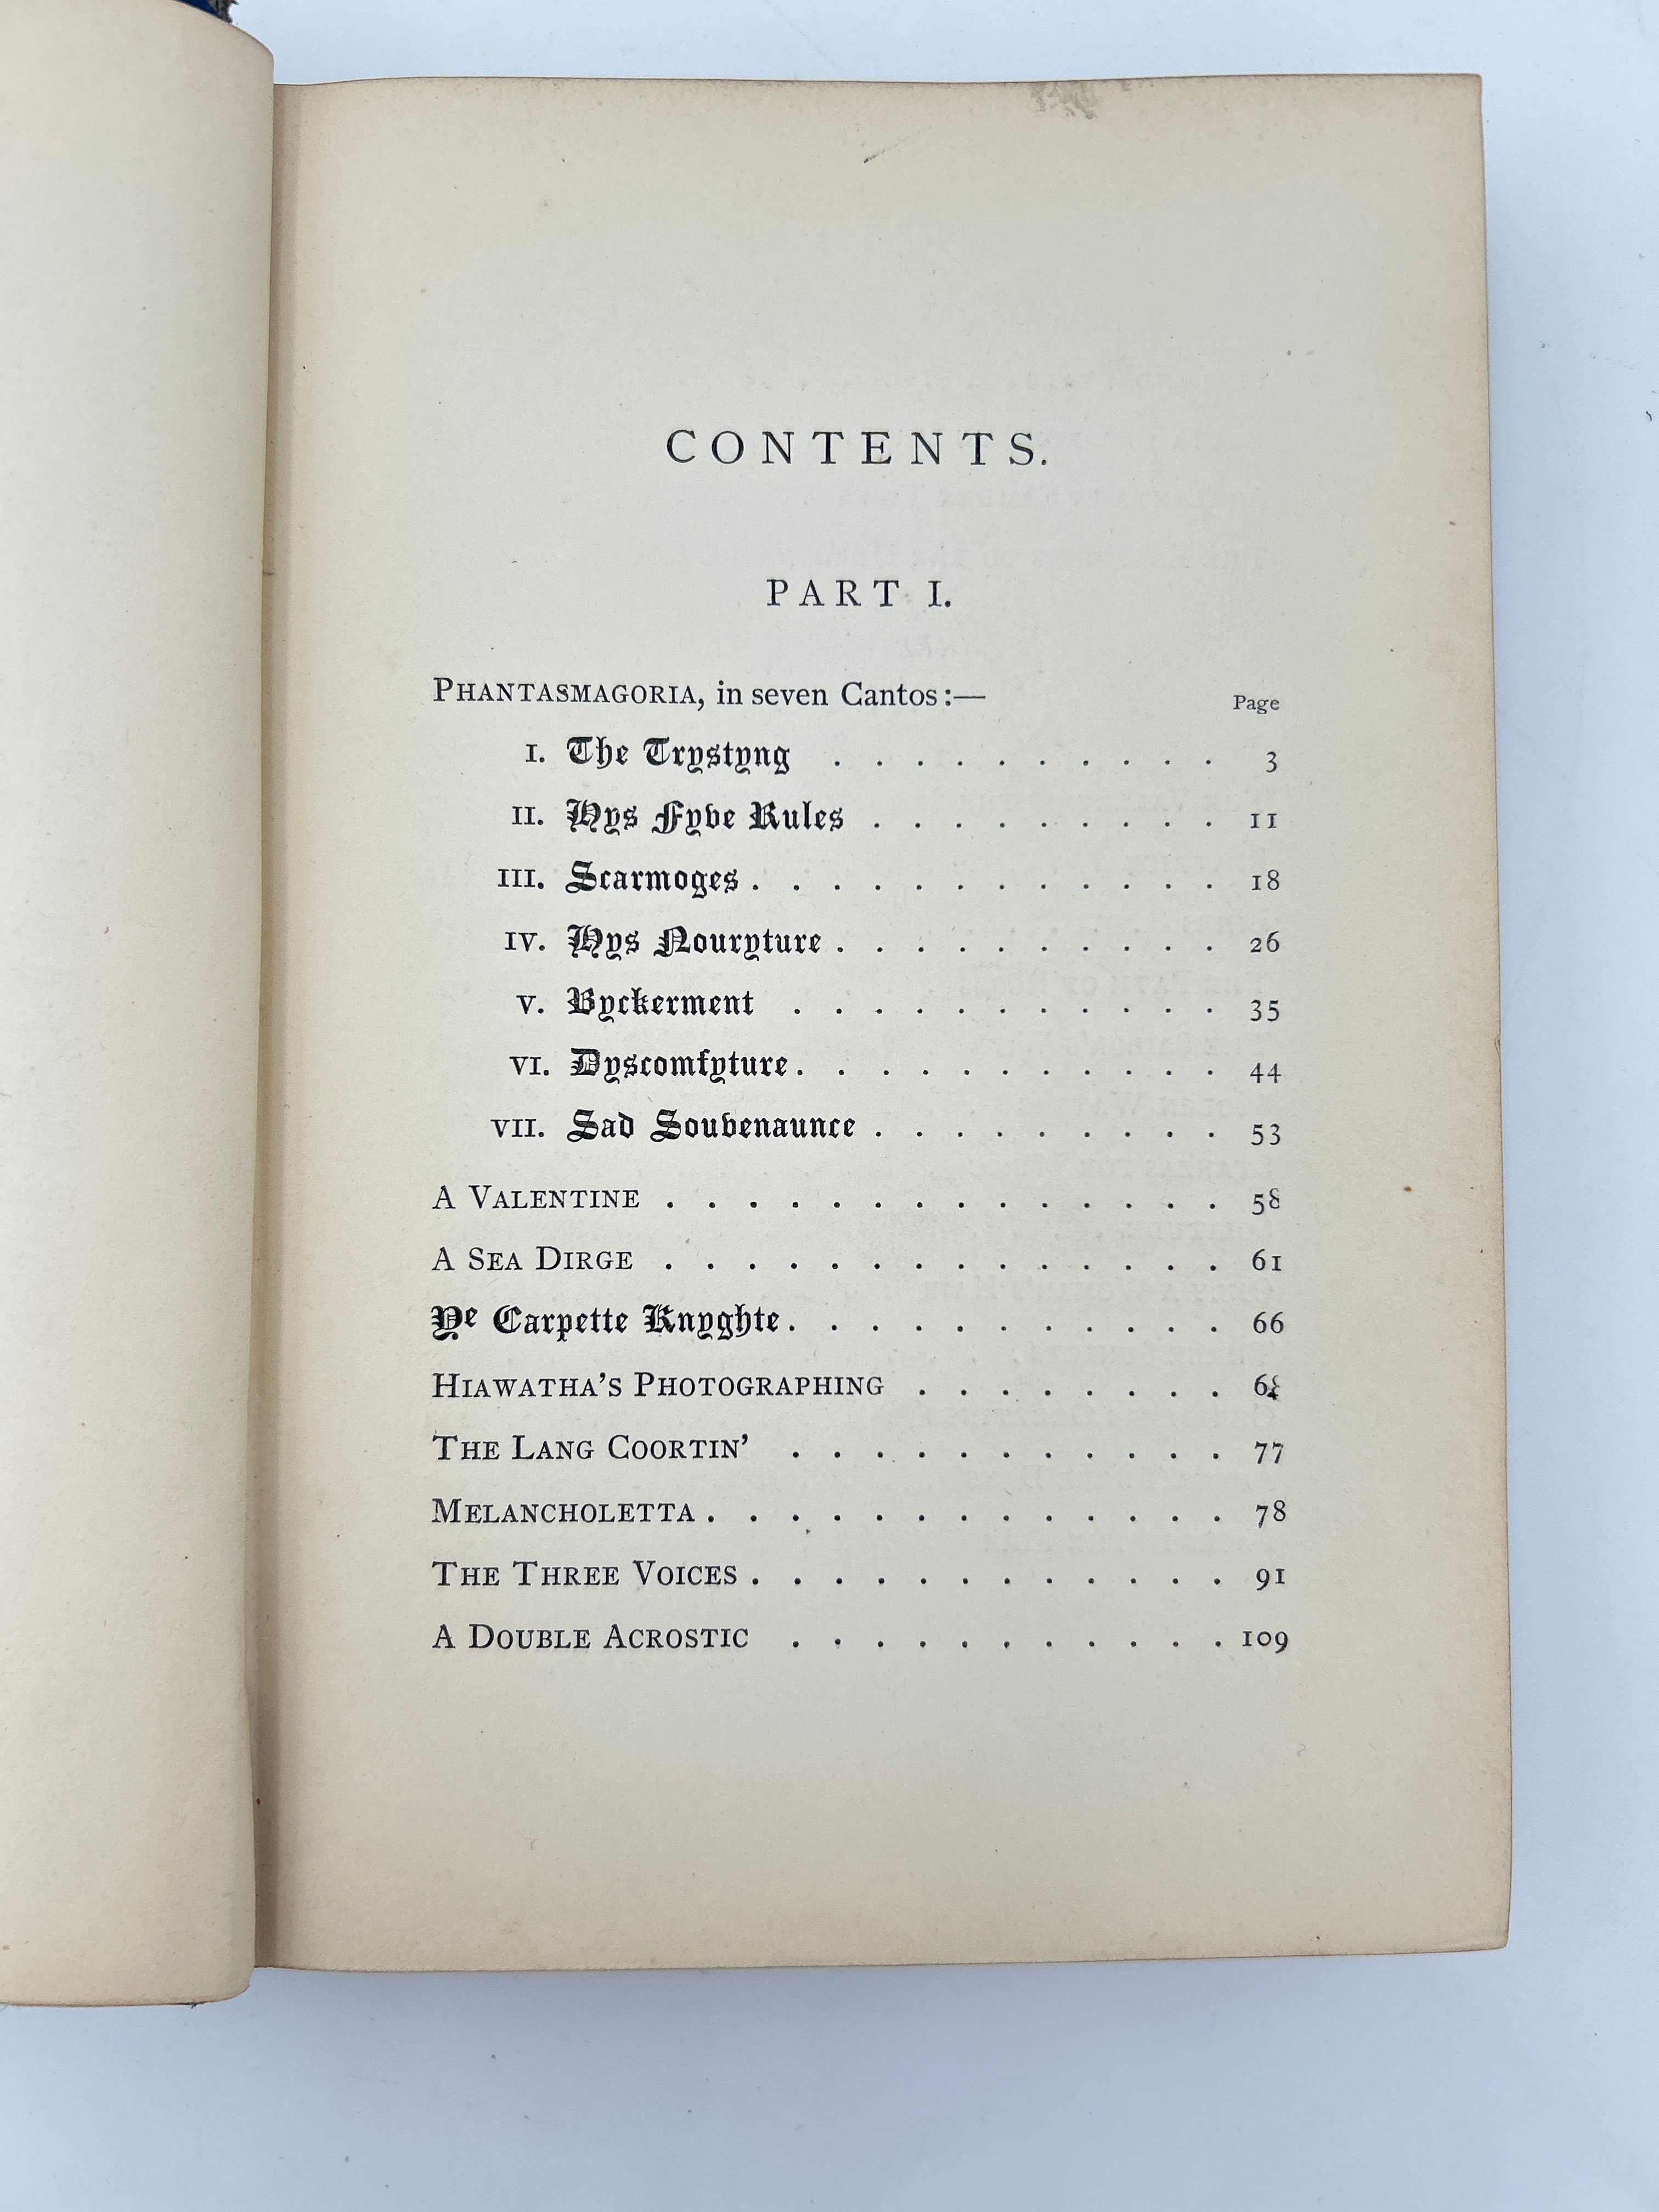 CONTENTS.
PART I.
PHANTASMAGORIA, in seven Cantos:— Page
I. The Trystyng . . . . . . . . . . 3
II. Hys Fyve Rules . . . . . . . . . 11
III. Scarmoges . . . . . . . . . . . . 18
IV. Hys Nouryture . . . . . . . . . . 26
V. Byckerment . . . . . . . . . . . 35
VI. Dyscomfyture . . . . . . . . . . . 44
VII. Sad Souvenaunce . . . . . . . . . 53
A VALENTINE . . . . . . . . . . . . . . 58
A SEA DIRGE . . . . . . . . . . . . . . 61
Ye Carpette Knyghte . . . . . . . . . . . 66
HIAWATHA'S PHOTOGRAPHING . . . . . . . .
THE LANG COORTIN' . . . . . . . . . . . 77
MELANCHOLETTA . . . . . . . . . . . . . 78
THE THREE VOICES . . . . . . . . . . . . 91
A DOUBLE ACROSTIC . . . . . . . . . . . 109